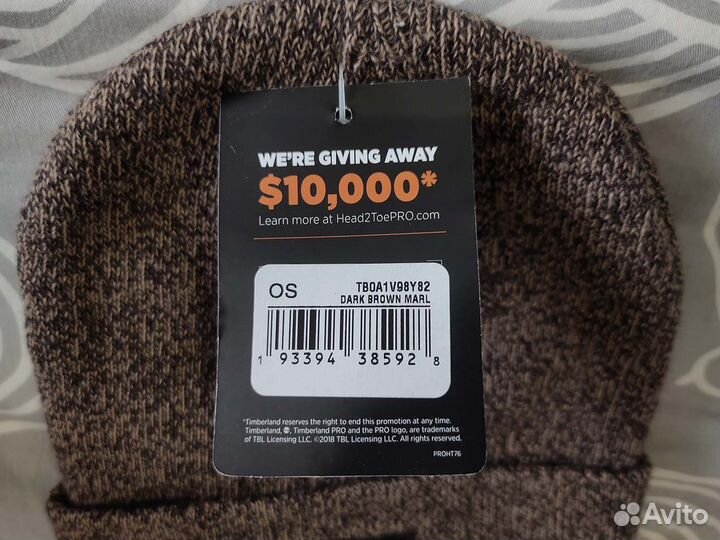 WE'RE GIVING AWAY
$10,000*
Learn more at Head2ToePRO.com
OS
TB0A1V98Y82
DARK BROWN MARL
1 93394 38592 8
*Timberland reserves the right to end this promotion at any time.
Timberland, , Timberland PRO and the PRO logo, are trademarks
of TBL Licensing LLC. ©2018 TBL Licensing LLC. All rights reserved.
PROHT76
Avito